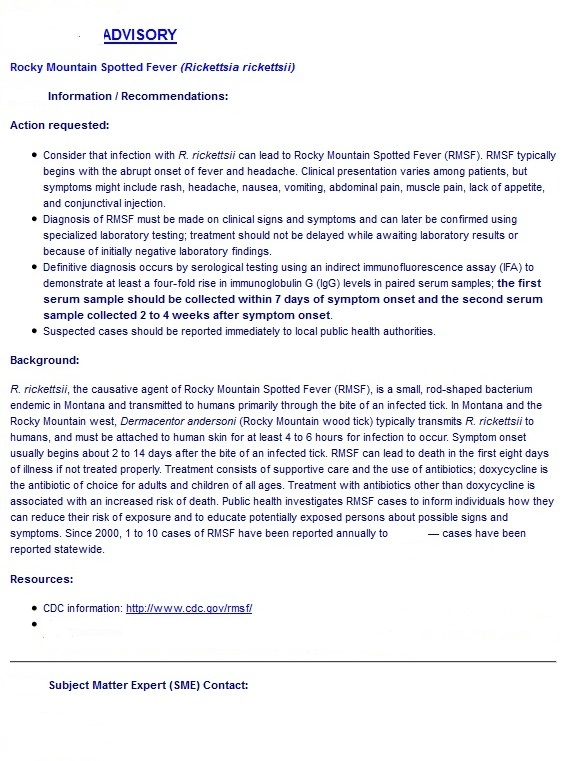 ADVISORY
Rocky Mountain Spotted Fever (Rickettsia rickettsii)
Information / Recommendations:
Action requested:
• Consider that infection with R. rickettsii can lead to Rocky Mountain Spotted Fever (RMSF). RMSF typically
begins with the abrupt onset of fever and headache. Clinical presentation varies among patients, but
symptoms might include rash, headache, nausea, vomiting, abdominal pain, muscle pain, lack of appetite,
and conjunctival injection.
• Diagnosis of RMSF must be made on clinical signs and symptoms and can later be confirmed using
specialized laboratory testing; treatment should not be delayed while awaiting laboratory results or
because of initially negative laboratory findings.
• Definitive diagnosis occurs by serological testing using an indirect immunofluorescence assay (IFA) to
demonstrate at least a four-fold rise in immunoglobulin G (IgG) levels in paired serum samples; the first
serum sample should be collected within 7 days of symptom onset and the second serum
sample collected 2 to 4 weeks after symptom onset.
• Suspected cases should be reported immediately to local public health authorities.
Background:
R. rickettsii, the causative agent of Rocky Mountain Spotted Fever (RMSF), is a small, rod-shaped bacterium
endemic in Montana and transmitted to humans primarily through the bite of an infected tick. In Montana and the
Rocky Mountain west, Dermacentor andersoni (Rocky Mountain wood tick) typically transmits R. rickettsii to
humans, and must be attached to human skin for at least 4 to 6 hours for infection to occur. Symptom onset
usually begins about 2 to 14 days after the bite of an infected tick. RMSF can lead to death in the first eight days
of illness if not treated properly. Treatment consists of supportive care and the use of antibiotics; doxycycline is
the antibiotic of choice for adults and children of all ages. Treatment with antibiotics other than doxycycline is
associated with an increased risk of death. Public health investigates RMSF cases to inform individuals how they
can reduce their risk of exposure and to educate potentially exposed persons about possible signs and
symptoms. Since 2000, 1 to 10 cases of RMSF have been reported annually to — cases have been
reported statewide.
Resources:
• CDC information: http://www.cdc.gov/rmsf/
•
Subject Matter Expert (SME) Contact: